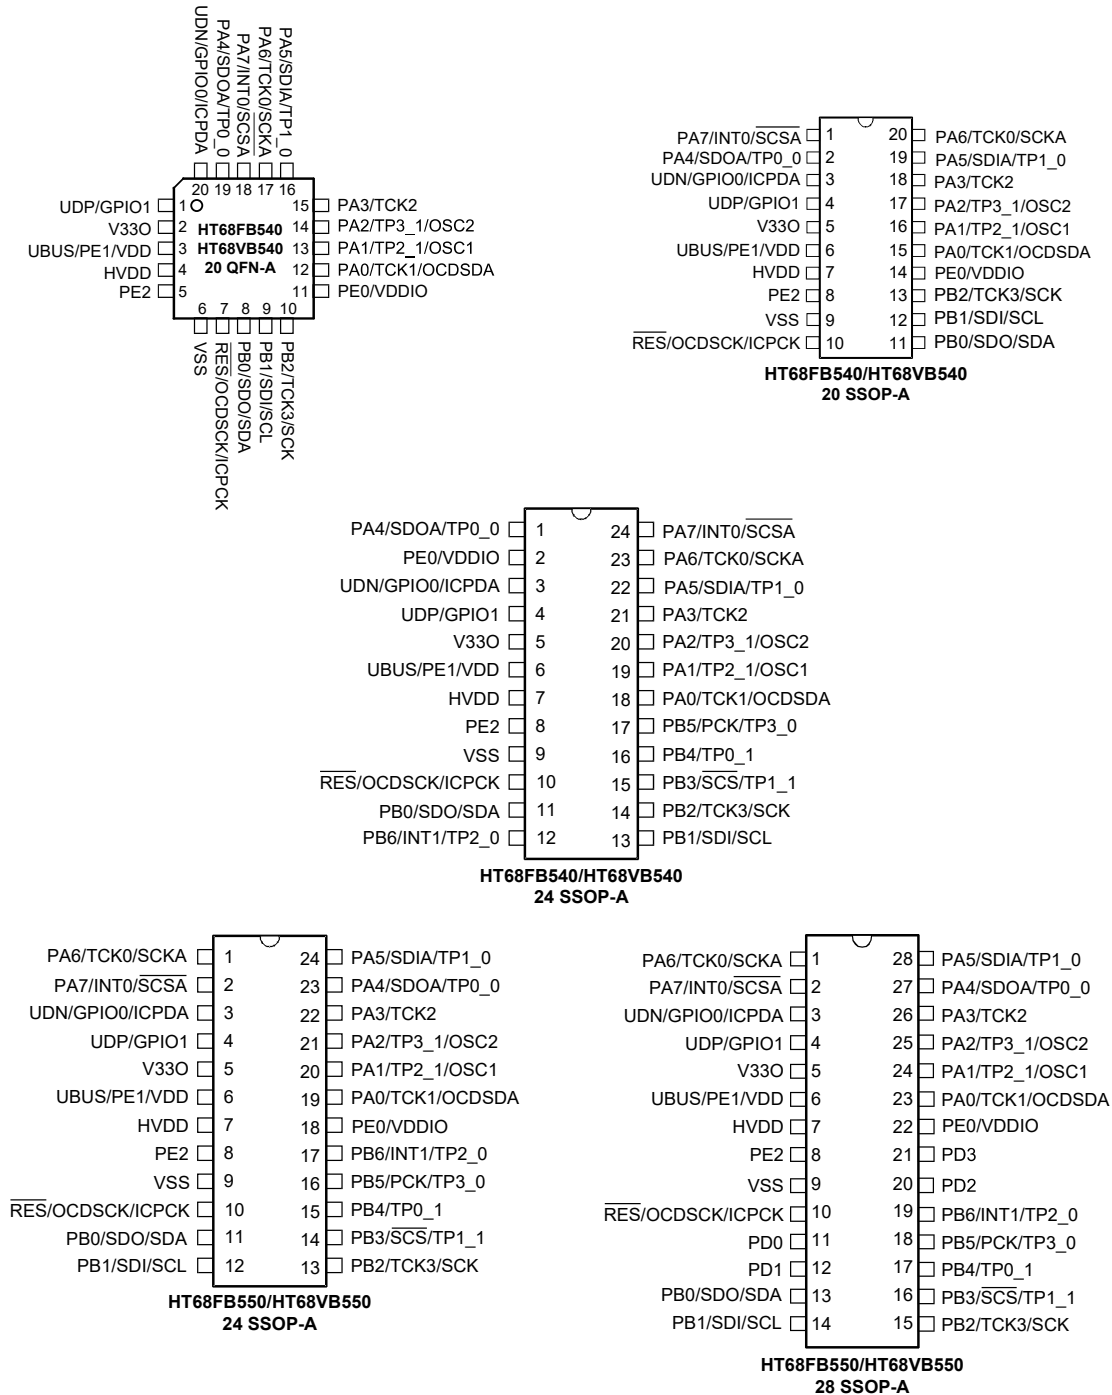 UDN/GPIO0/ICPDA
PA4/SDOA/TP0_0
PA7/INT0/SCSA
PA6/TCK0/SCKA
PA5/SDIA/TP1_0
20 19 18 17 16
UDP/GPIO1 1
V33O 2
UBUS/PE1/VDD 3
HVDD 4
PE2 5
HT68FB540
HT68VB540
20 QFN-A
15 PA3/TCK2
14 PA2/TP3_1/OSC2
13 PA1/TP2_1/OSC1
12 PA0/TCK1/OCDSDA
11 PE0/VDDIO
6 7 8 9 10
VSS
RES/OCDSCK/ICPCK
PB0/SDO/SDA
PB1/SDI/SCL
PB2/TCK3/SCK
PA7/INT0/SCSA 1 20 PA6/TCK0/SCKA
PA4/SDOA/TP0_0 2 19 PA5/SDIA/TP1_0
UDN/GPIO0/ICPDA 3 18 PA3/TCK2
UDP/GPIO1 4 17 PA2/TP3_1/OSC2
V33O 5 16 PA1/TP2_1/OSC1
UBUS/PE1/VDD 6 15 PA0/TCK1/OCDSDA
HVDD 7 14 PE0/VDDIO
PE2 8 13 PB2/TCK3/SCK
VSS 9 12 PB1/SDI/SCL
RES/OCDSCK/ICPCK 10 11 PB0/SDO/SDA
HT68FB540/HT68VB540
20 SSOP-A
PA4/SDOA/TP0_0 1 24 PA7/INT0/SCSA
PE0/VDDIO 2 23 PA6/TCK0/SCKA
UDN/GPIO0/ICPDA 3 22 PA5/SDIA/TP1_0
UDP/GPIO1 4 21 PA3/TCK2
V33O 5 20 PA2/TP3_1/OSC2
UBUS/PE1/VDD 6 19 PA1/TP2_1/OSC1
HVDD 7 18 PA0/TCK1/OCDSDA
PE2 8 17 PB5/PCK/TP3_0
VSS 9 16 PB4/TP0_1
RES/OCDSCK/ICPCK 10 15 PB3/SCS/TP1_1
PB0/SDO/SDA 11 14 PB2/TCK3/SCK
PB6/INT1/TP2_0 12 13 PB1/SDI/SCL
HT68FB540/HT68VB540
24 SSOP-A
PA6/TCK0/SCKA 1 24 PA5/SDIA/TP1_0
PA7/INT0/SCSA 2 23 PA4/SDOA/TP0_0
UDN/GPIO0/ICPDA 3 22 PA3/TCK2
UDP/GPIO1 4 21 PA2/TP3_1/OSC2
V33O 5 20 PA1/TP2_1/OSC1
UBUS/PE1/VDD 6 19 PA0/TCK1/OCDSDA
HVDD 7 18 PE0/VDDIO
PE2 8 17 PB6/INT1/TP2_0
VSS 9 16 PB5/PCK/TP3_0
RES/OCDSCK/ICPCK 10 15 PB4/TP0_1
PB0/SDO/SDA 11 14 PB3/SCS/TP1_1
PB1/SDI/SCL 12 13 PB2/TCK3/SCK
HT68FB550/HT68VB550
24 SSOP-A
PA6/TCK0/SCKA 1 28 PA5/SDIA/TP1_0
PA7/INT0/SCSA 2 27 PA4/SDOA/TP0_0
UDN/GPIO0/ICPDA 3 26 PA3/TCK2
UDP/GPIO1 4 25 PA2/TP3_1/OSC2
V33O 5 24 PA1/TP2_1/OSC1
UBUS/PE1/VDD 6 23 PA0/TCK1/OCDSDA
HVDD 7 22 PE0/VDDIO
PE2 8 21 PD3
VSS 9 20 PD2
RES/OCDSCK/ICPCK 10 19 PB6/INT1/TP2_0
PD0 11 18 PB5/PCK/TP3_0
PD1 12 17 PB4/TP0_1
PB0/SDO/SDA 13 16 PB3/SCS/TP1_1
PB1/SDI/SCL 14 15 PB2/TCK3/SCK
HT68FB550/HT68VB550
28 SSOP-A